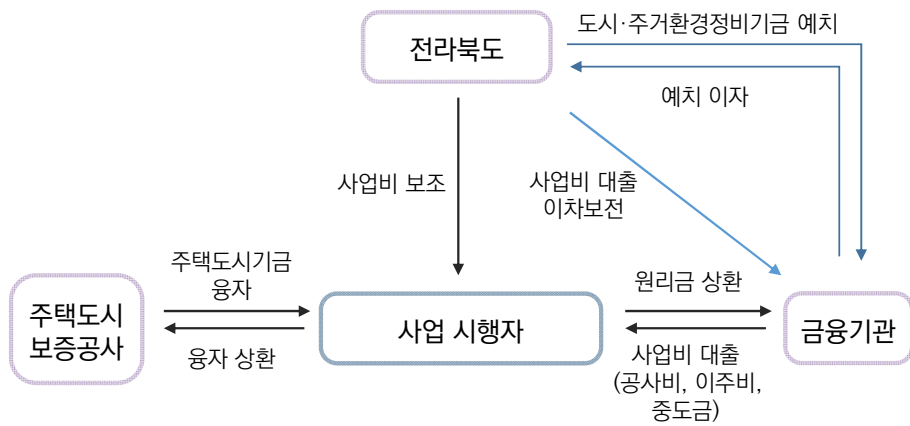 도시·주거환경정비기금 예치
전라북도
예치 이자
사업비 보조
사업비 대출
이차보전
주택도시기금
융자
원리금 상환
주택도시
보증공사
사업 시행자
금융기관
융자 상환
사업비 대출
(공사비, 이주비,
중도금)